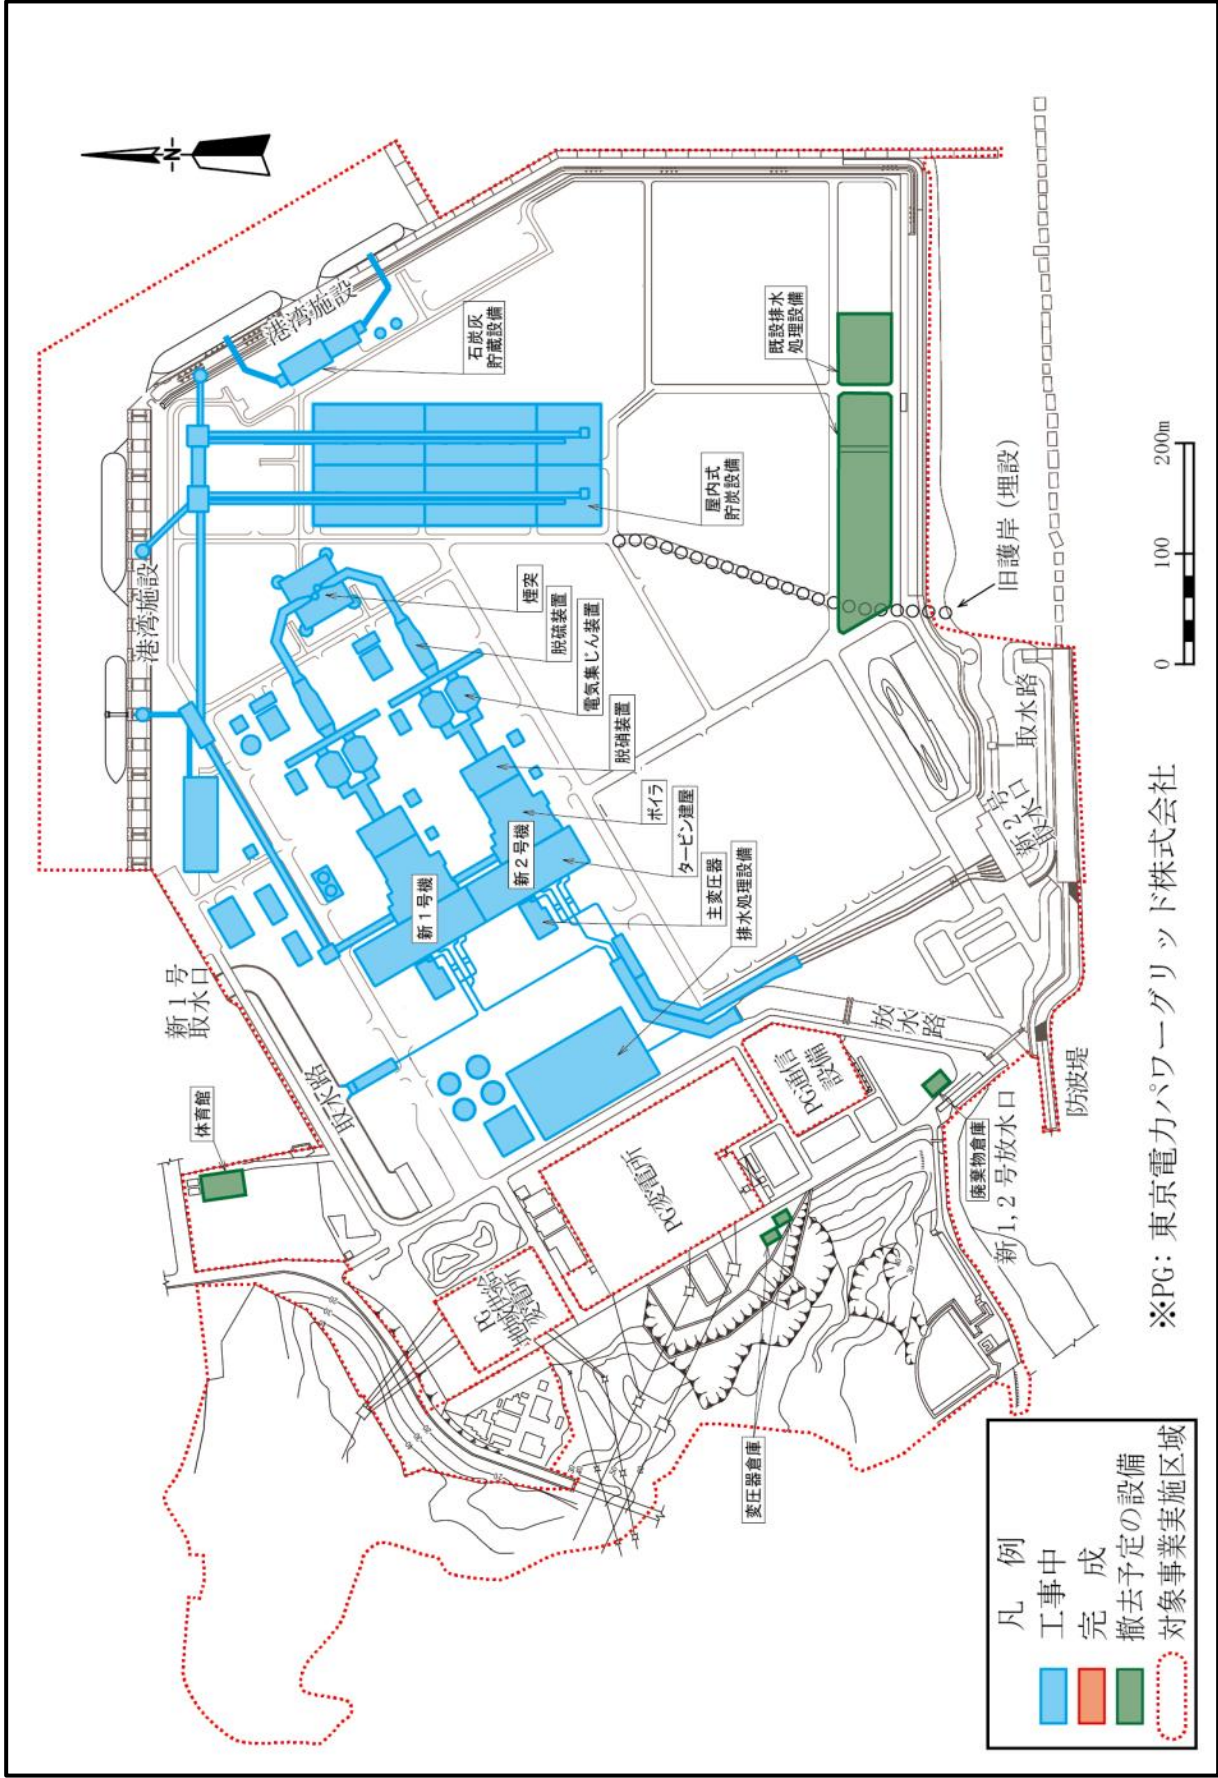 N
港湾施設
港湾施設
石炭灰
貯蔵設備
屋内式
貯炭設備
既設排水
処理設備
煙突
脱硫装置
電気集じん装置
脱硝装置
ボイラ
タービン建屋
主変圧器
排水処理設備
新1号機
新2号機
新1号
取水口
取水路
体育館
旧護岸(埋設)
取水路
新2号
取水口
放水路
PG通信
設備
PG変電所
PG
地域供給
変電所
廃棄物倉庫
新1,2号放水口
防波堤
変圧器倉庫
0 100 200m
※PG:東京電力パワーグリッド株式会社
凡 例
工事中
完 成
撤去予定の設備
対象事業実施区域